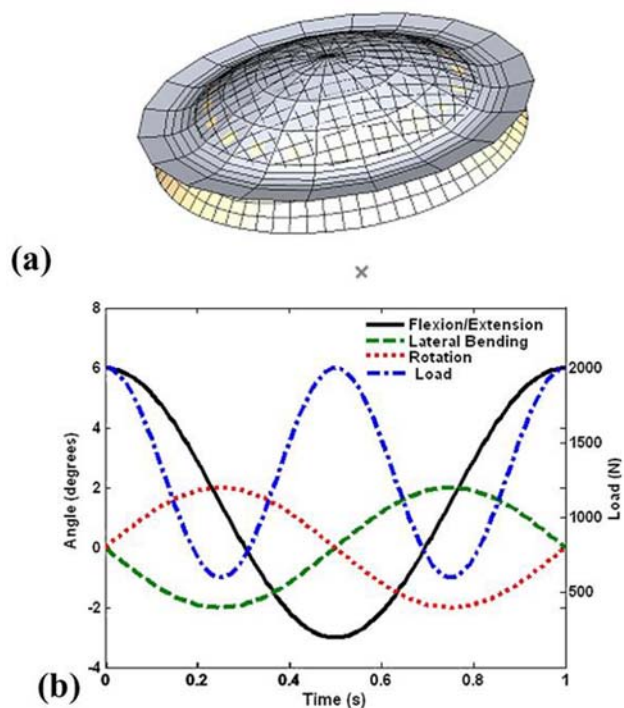 (a)
8
6
4
2
0
-2
-4
Angle (degrees)
Flexion/Extension
Lateral Bending
Rotation
Load
2000
1500
1000
500
Load (N)
0
0.2
0.4
0.6
0.8
1
Time (s)
(b)